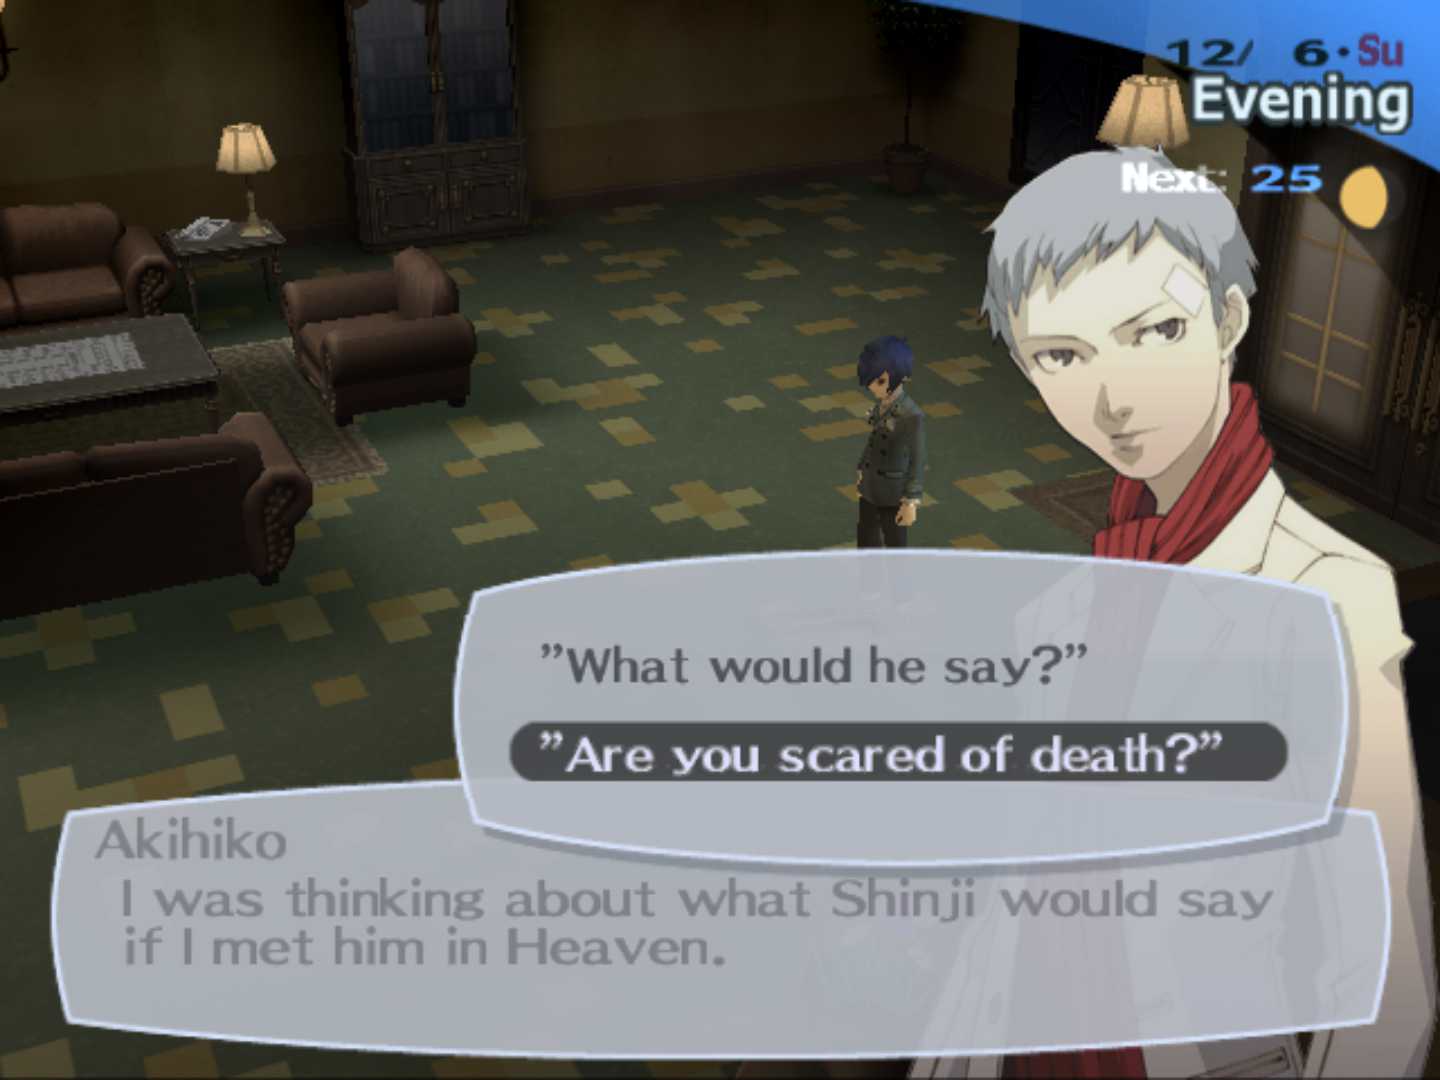 12/ 6・Su
Evening
Next: 25
”What would he say?”
”Are you scared of death?”
Akihiko
I was thinking about what Shinji would say
if I met him in Heaven.